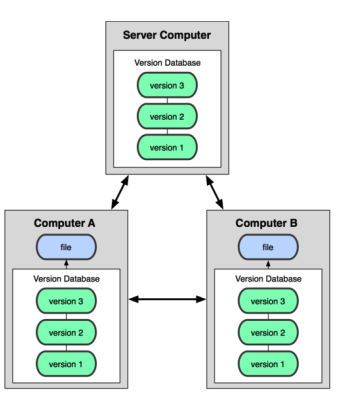 Server Computer
Version Database
version 3
version 2
version 1
Computer A
file
Version Database
version 3
version 2
version 1
Computer B
file
Version Database
version 3
version 2
version 1